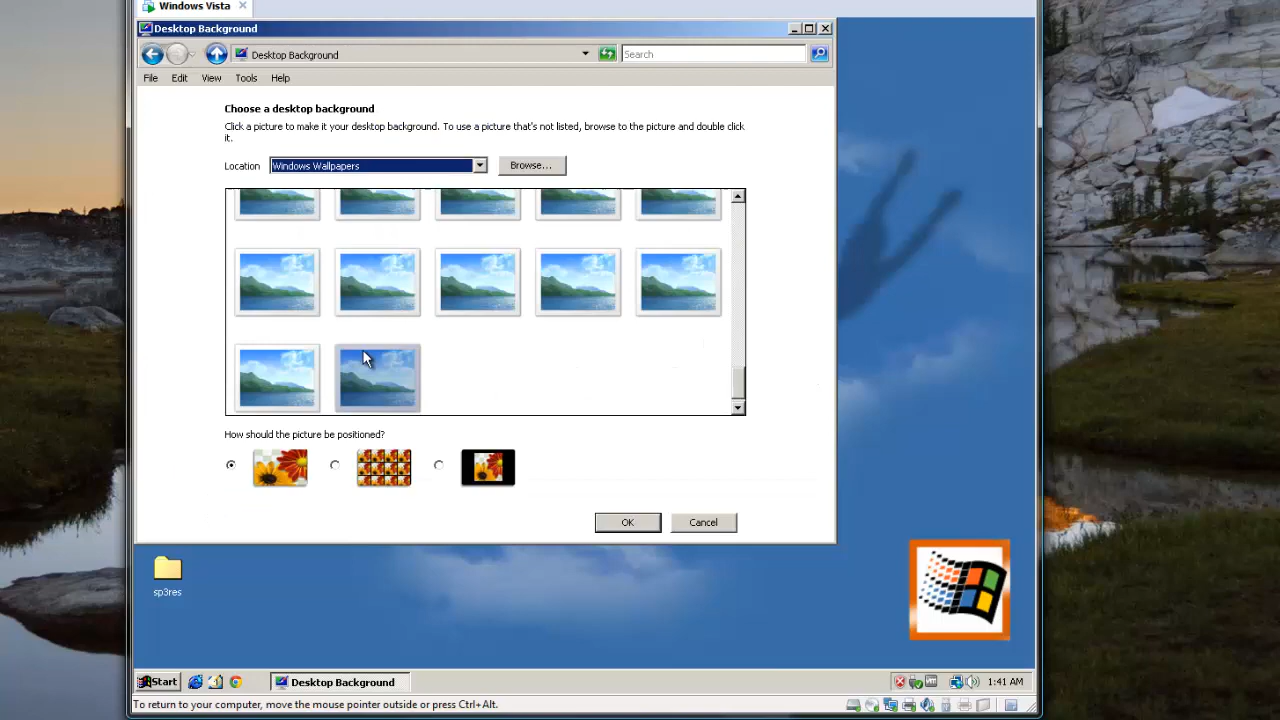 Windows Vista
Desktop Background
Desktop Background
Search
File Edit View Tools Help
Choose a desktop background
Click a picture to make it your desktop background. To use a picture that's not listed, browse to the picture and double click
it.
Location Windows Wallpapers Browse...
How should the picture be positioned?
OK Cancel
sp3res
Start Desktop Background 1:41 AM
To return to your computer, move the mouse pointer outside or press Ctrl+Alt.